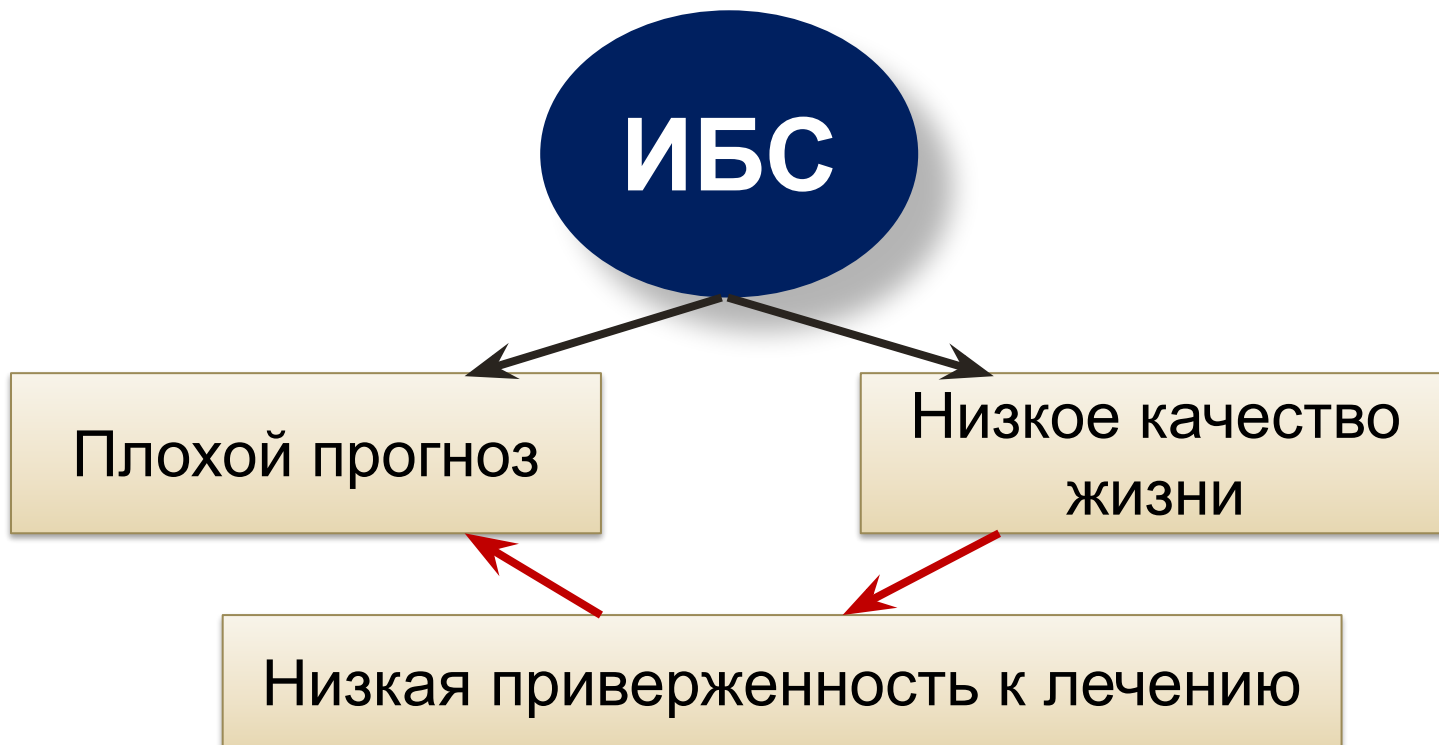 ИБС
Плохой прогноз
Низкое качество
жизни
Низкая приверженность к лечению